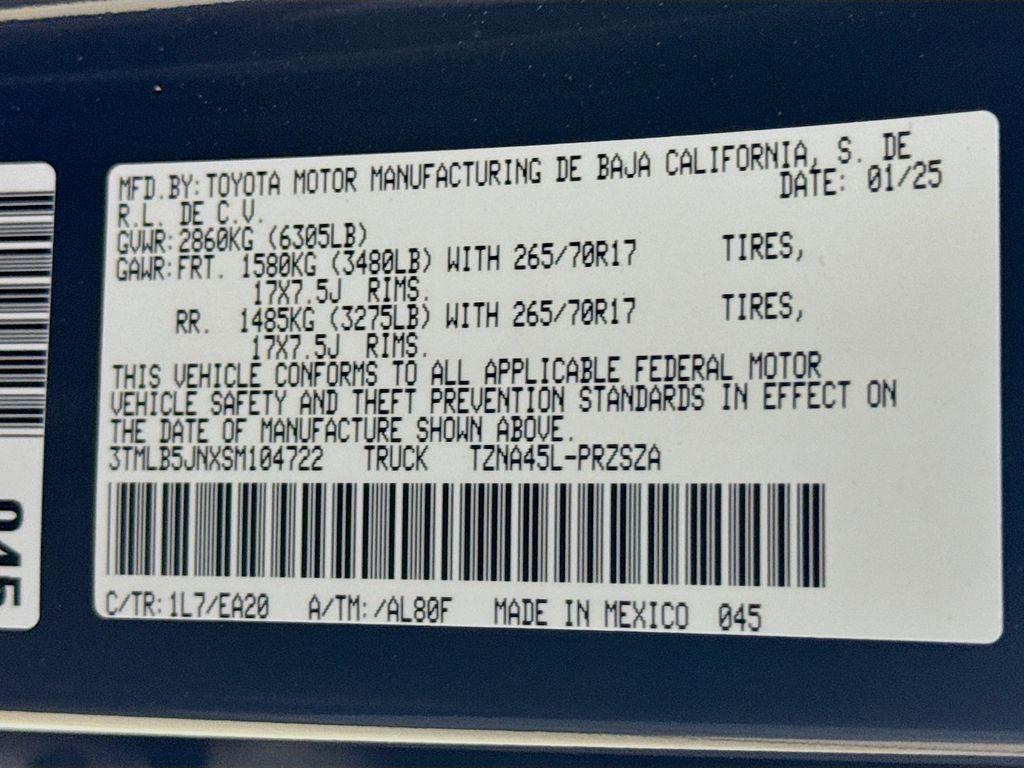 MFD.BY: TOYOTA MOTOR MANUFACTURING DE BAJA CALIFORNIA, S. DE
R.L. DE C.V. DATE: 01/25
GVWR: 2860KG (6305LB)
GAWR: FRT. 1580KG (3480LB) WITH 265/70R17 TIRES,
17X7.5J RIMS.
RR. 1485KG (3275LB) WITH 265/70R17 TIRES,
17X7.5J RIMS.
THIS VEHICLE CONFORMS TO ALL APPLICABLE FEDERAL MOTOR
VEHICLE SAFETY AND THEFT PREVENTION STANDARDS IN EFFECT ON
THE DATE OF MANUFACTURE SHOWN ABOVE.
3TMLB5JNXSM104722 TRUCK TZNA45L-PRZSZA
C/TR: 1L7/EA20 A/TM: /AL80F MADE IN MEXICO 045
045